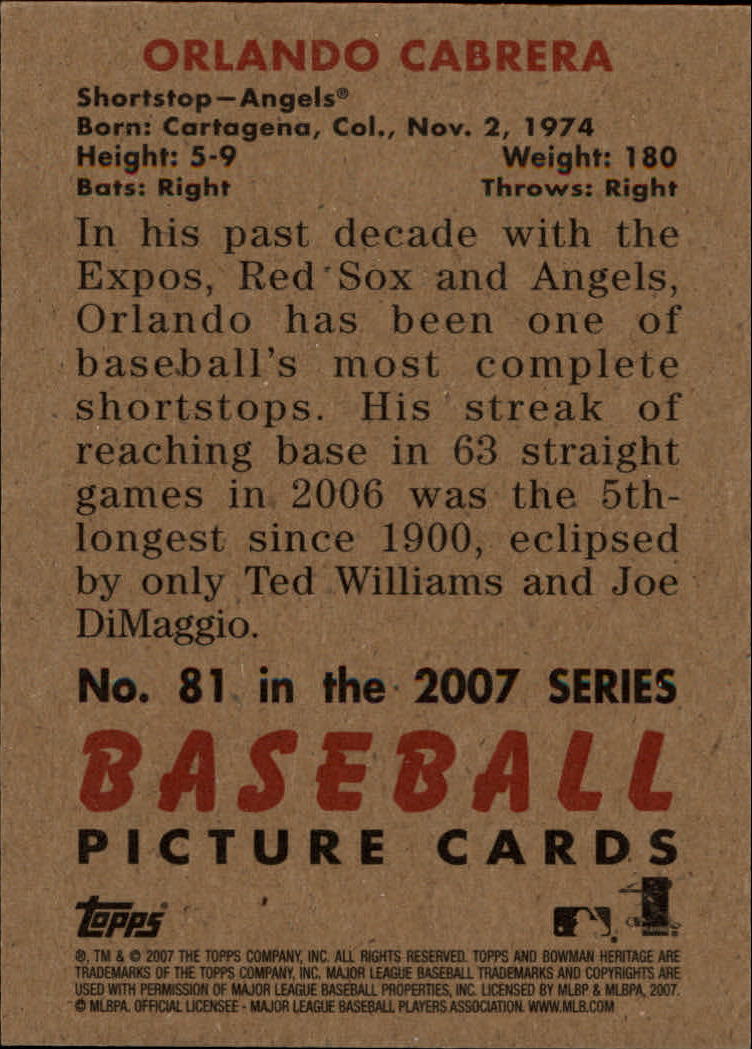 ORLANDO CABRERA
Shortstop—Angels®
Born: Cartagena, Col., Nov. 2, 1974
Height: 5-9 Weight: 180
Bats: Right Throws: Right
In his past decade with the
Expos, Red Sox and Angels,
Orlando has been one of
baseball's most complete
shortstops. His streak of
reaching base in 63 straight
games in 2006 was the 5th-
longest since 1900, eclipsed
by only Ted Williams and Joe
DiMaggio.
No. 81 in the 2007 SERIES
BASEBALL
PICTURE CARDS
Topps
®, TM & © 2007 THE TOPPS COMPANY, INC. ALL RIGHTS RESERVED. TOPPS AND BOWMAN HERITAGE ARE
TRADEMARKS OF THE TOPPS COMPANY, INC. MAJOR LEAGUE BASEBALL TRADEMARKS AND COPYRIGHTS ARE
USED WITH PERMISSION OF MAJOR LEAGUE BASEBALL PROPERTIES, INC. LICENSED BY MLBP & MLBPA, 2007.
© MLBPA. OFFICIAL LICENSEE - MAJOR LEAGUE BASEBALL PLAYERS ASSOCIATION. WWW.MLB.COM